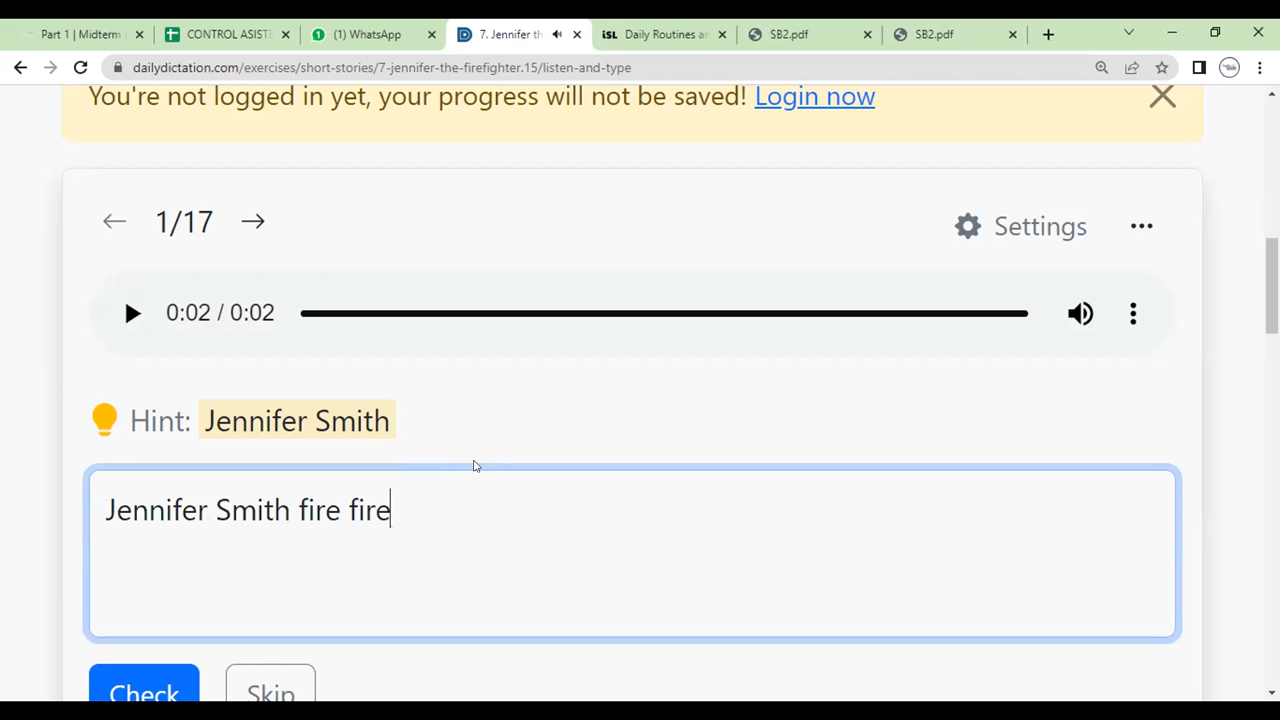 Part 1 | Midterm
CONTROL ASISTE
(1) WhatsApp
7. Jennifer th
iSL Daily Routines a
SB2.pdf
SB2.pdf
dailydictation.com/exercises/short-stories/7-jennifer-the-firefighter.15/listen-and-type
You're not logged in yet, your progress will not be saved! Login now
1/17
Settings
0:02 / 0:02
Hint: Jennifer Smith
Jennifer Smith fire fire
Check
Skip